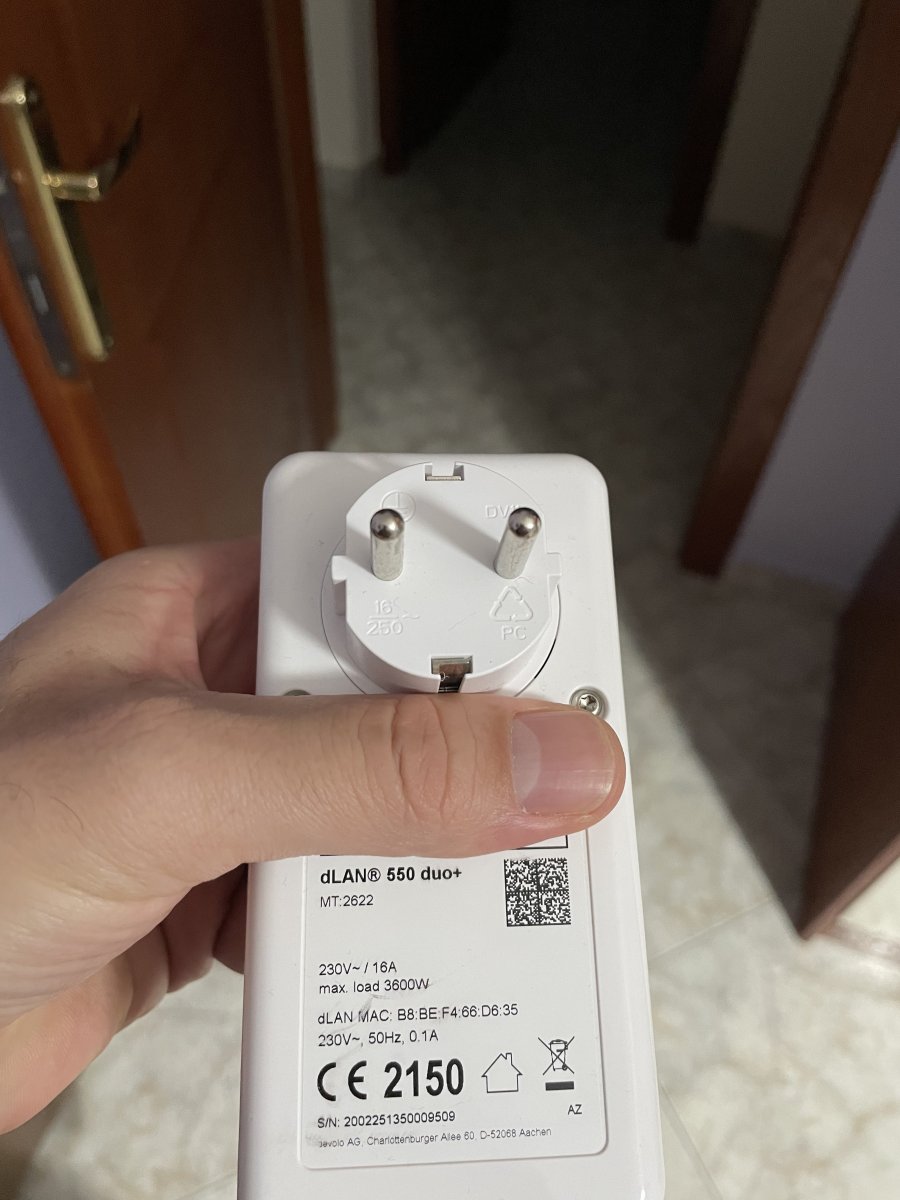 16
250
PC
dLAN® 550 duo+
MT:2622
230V~ / 16A
max. load 3600W
dLAN MAC: B8:BE:F4:66:D6:35
230V~, 50Hz, 0.1A
CE 2150
AZ
S/N: 2002251350009509
devolo AG, Charlottenburger Allee 60, D-52068 Aachen